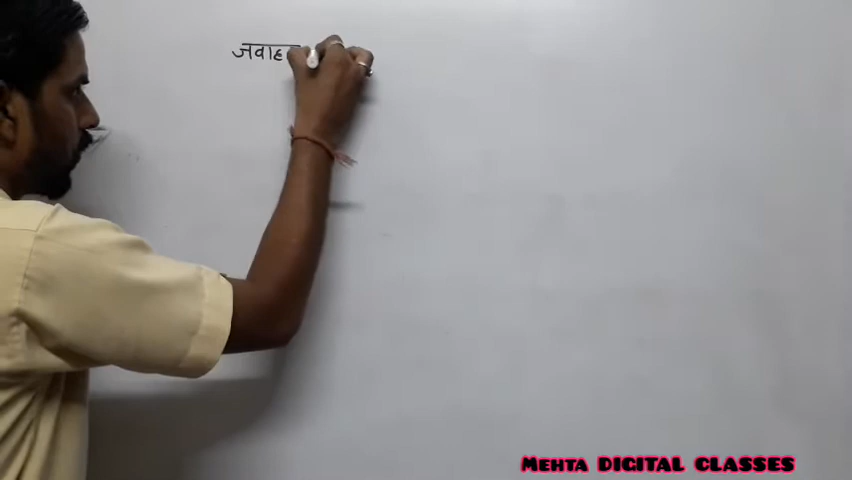 जवाह
MEHTA DIGITAL CLASSES